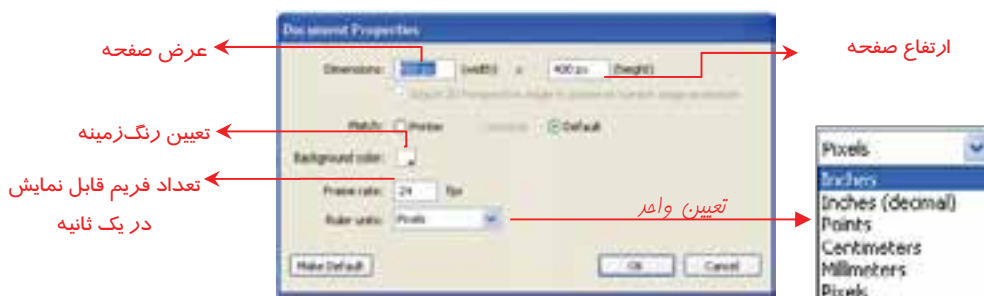 Document Properties
عرض صفحه
ارتفاع صفحه
Dimensions: (width) x 400 px (height)
Match: Printer Default
تعیین رنگ‌زمینه
Background color:
تعداد فریم قابل نمایش
در یک ثانیه
Frame rate: 24 fps
Ruler units: Pixels
تعیین واحد
Make Default OK Cancel
Pixels
Inches
Inches (decimal)
Points
Centimeters
Millimeters
Pixels